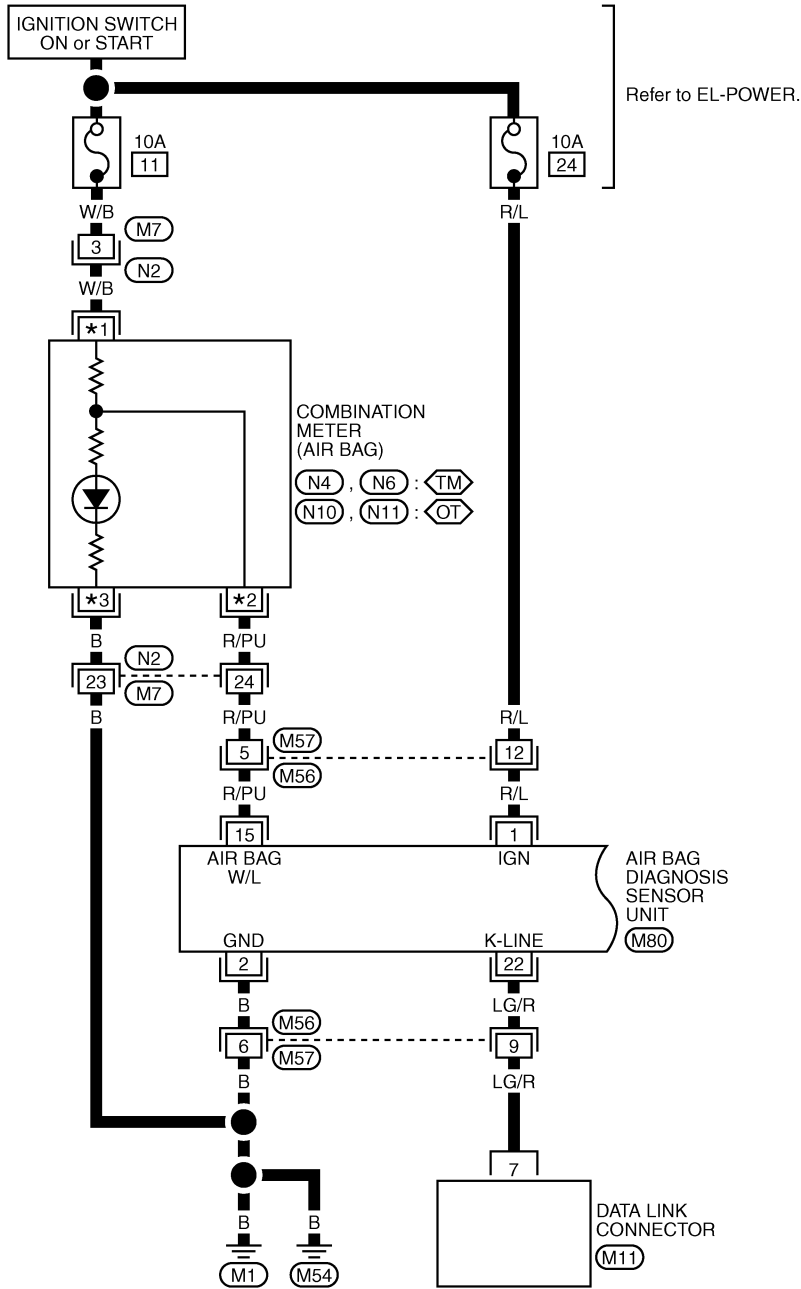 IGNITION SWITCH
ON or START
Refer to EL-POWER.
10A
11
10A
24
W/B
R/L
3
M7
N2
W/B
*1
COMBINATION
METER
(AIR BAG)
N4 , N6 : TM
N10 , N11 : OT
*3
*2
B
R/PU
N2
23
24
M7
B
R/PU
R/L
M57
5
12
M56
R/PU
R/L
15
1
AIR BAG
W/L
IGN
AIR BAG
DIAGNOSIS
SENSOR
UNIT
M80
GND
K-LINE
2
22
B
LG/R
M56
6
9
M57
B
LG/R
7
B
B
M1
M54
DATA LINK
CONNECTOR
M11